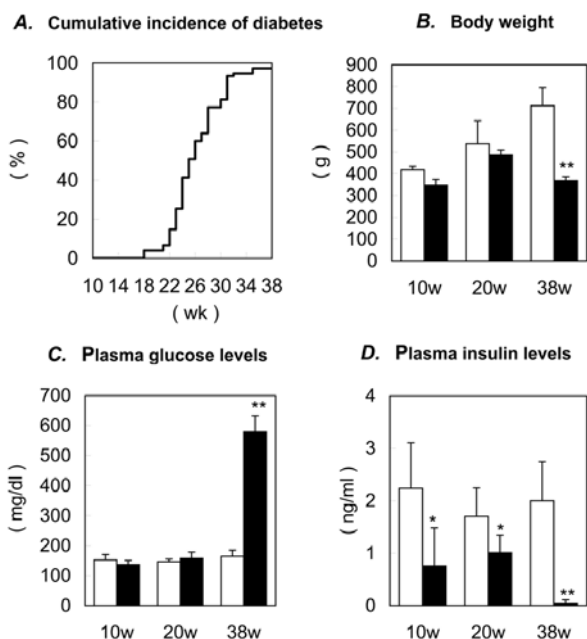 A. Cumulative incidence of diabetes
100
80
60
40
20
0
( % )
10 14 18 22 26 30 34 38
( wk )
B. Body weight
900
800
700
600
500
400
300
200
100
0
( g )
**
10w 20w 38w
C. Plasma glucose levels
700
600
500
400
300
200
100
0
( mg/dl )
**
10w 20w 38w
D. Plasma insulin levels
4
3
2
1
0
( ng/ml )
* * **
10w 20w 38w